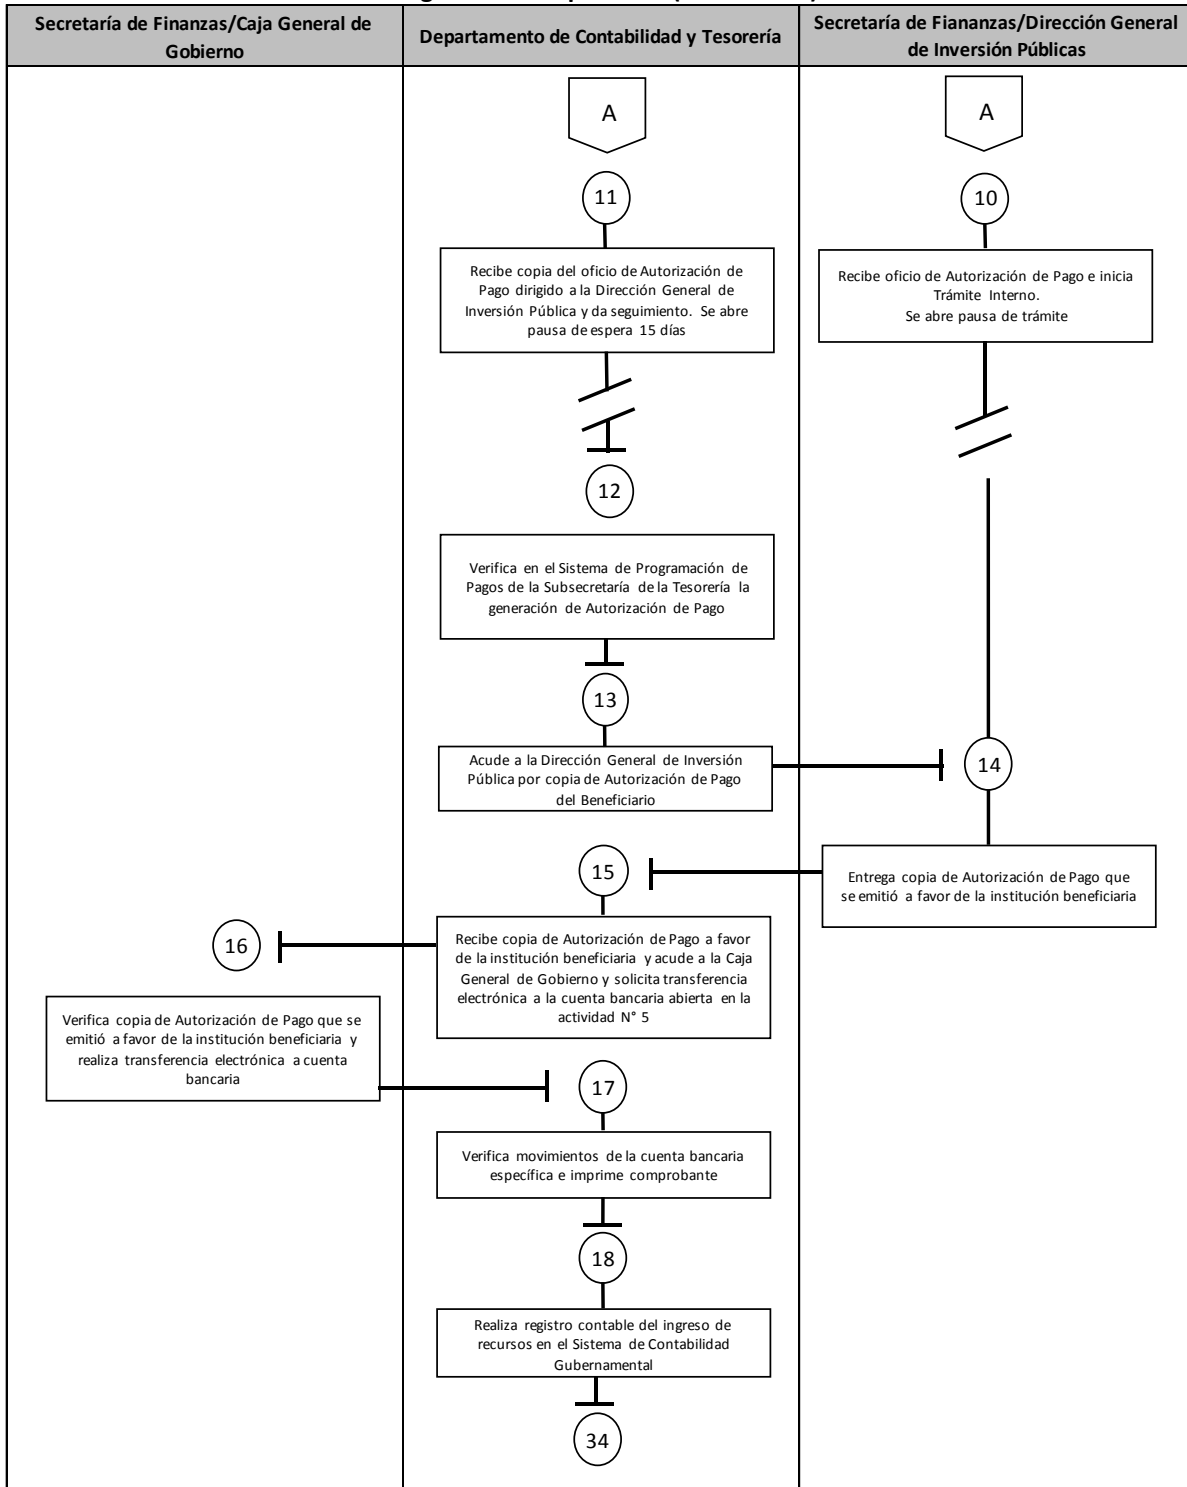 Secretaría de Finanzas/Caja General de
Gobierno
Departamento de Contabilidad y Tesorería
Secretaría de Fiananzas/Dirección General
de Inversión Públicas
A
A
11
10
Recibe copia del oficio de Autorización de
Pago dirigido a la Dirección General de
Inversión Pública y da seguimiento. Se abre
pausa de espera 15 días
Recibe oficio de Autorización de Pago e inicia
Trámite Interno.
Se abre pausa de trámite
12
Verifica en el Sistema de Programación de
Pagos de la Subsecretaría de la Tesorería la
generación de Autorización de Pago
13
Acude a la Dirección General de Inversión
Pública por copia de Autorización de Pago
del Beneficiario
14
Entrega copia de Autorización de Pago que
se emitió a favor de la institución beneficiaria
15
Recibe copia de Autorización de Pago a favor
de la institución beneficiaria y acude a la Caja
General de Gobierno y solicita transferencia
electrónica a la cuenta bancaria abierta en la
actividad N° 5
16
Verifica copia de Autorización de Pago que se
emitió a favor de la institución beneficiaria y
realiza transferencia electrónica a cuenta
bancaria
17
Verifica movimientos de la cuenta bancaria
específica e imprime comprobante
18
Realiza registro contable del ingreso de
recursos en el Sistema de Contabilidad
Gubernamental
34